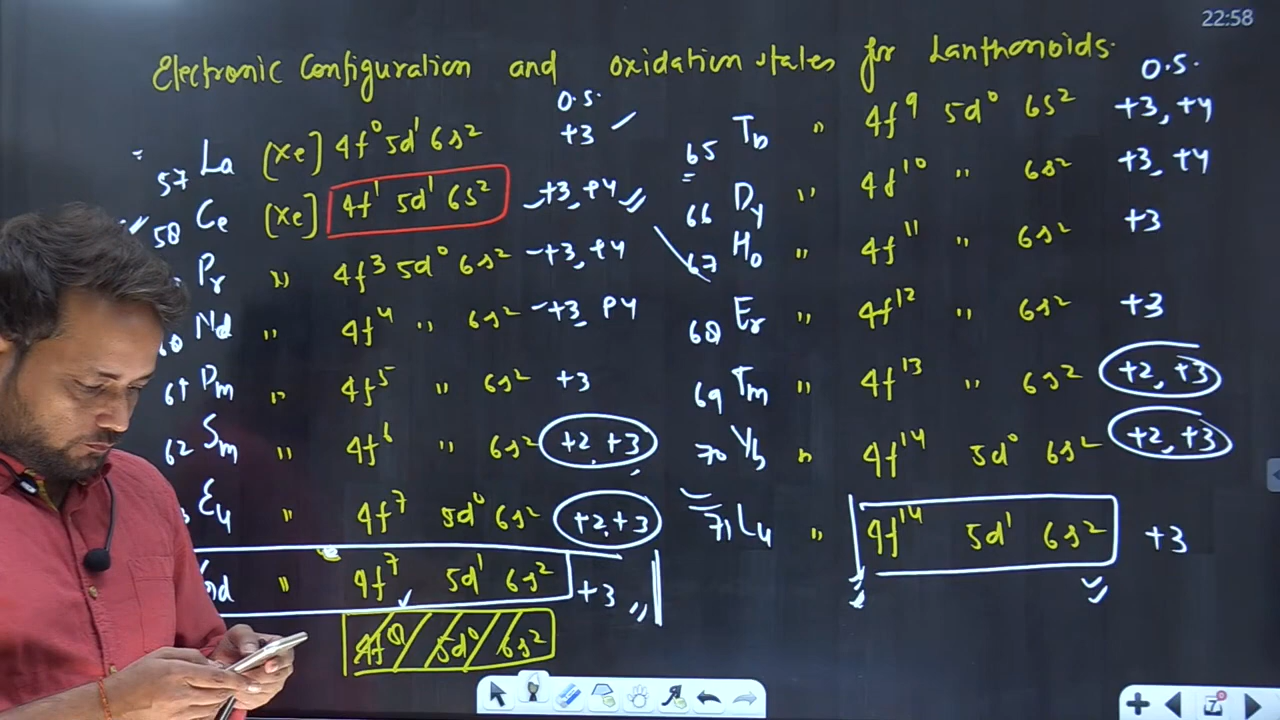 22:58
Electronic Configuration and oxidation states for Lanthanoids.
O.S.
57 La [Xe] 4f⁰ 5d¹ 6s² +3
58 Ce [Xe] 4f¹ 5d¹ 6s² +3, +4
Pr " 4f³ 5d⁰ 6s² +3, +4
60 Nd " 4f⁴ " 6s² +3, +4
61 Pm " 4f⁵ " 6s² +3
62 Sm " 4f⁶ " 6s² +2, +3
3 Eu " 4f⁷ 5d⁰ 6s² +2, +3
Gd " 4f⁷ 5d¹ 6s² +3
5d⁰ 6s²
O.S.
65 Tb " 4f⁹ 5d⁰ 6s² +3, +4
66 Dy " 4f¹⁰ " 6s² +3, +4
67 Ho " 4f¹¹ " 6s² +3
68 Er " 4f¹² " 6s² +3
69 Tm " 4f¹³ " 6s² +2, +3
70 Yb " 4f¹⁴ 5d⁰ 6s² +2, +3
71 Lu " 4f¹⁴ 5d¹ 6s² +3